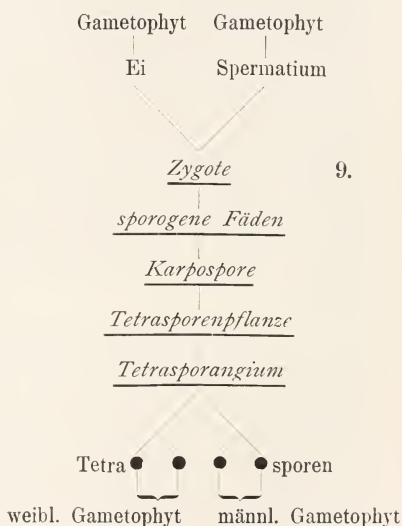 Gametophyt Gametophyt
Ei Spermatium
Zygote 9.
sporogene Fäden
Karpospore
Tetrasporenpflanze
Tetrasporangium
Tetra sporen
weibl. Gametophyt männl. Gametophyt